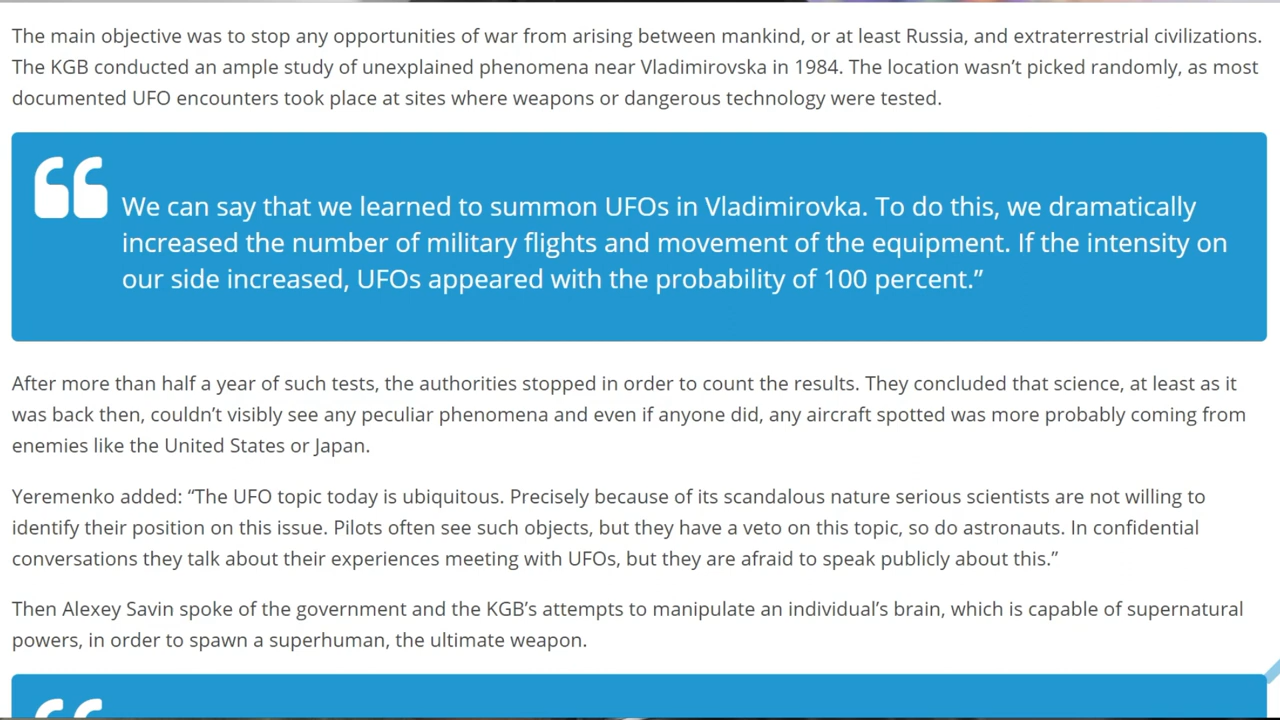 The main objective was to stop any opportunities of war from arising between mankind, or at least Russia, and extraterrestrial civilizations.
The KGB conducted an ample study of unexplained phenomena near Vladimirovska in 1984. The location wasn’t picked randomly, as most
documented UFO encounters took place at sites where weapons or dangerous technology were tested.
“
We can say that we learned to summon UFOs in Vladimirovka. To do this, we dramatically
increased the number of military flights and movement of the equipment. If the intensity on
our side increased, UFOs appeared with the probability of 100 percent.”
After more than half a year of such tests, the authorities stopped in order to count the results. They concluded that science, at least as it
was back then, couldn’t visibly see any peculiar phenomena and even if anyone did, any aircraft spotted was more probably coming from
enemies like the United States or Japan.
Yeremenko added: “The UFO topic today is ubiquitous. Precisely because of its scandalous nature serious scientists are not willing to
identify their position on this issue. Pilots often see such objects, but they have a veto on this topic, so do astronauts. In confidential
conversations they talk about their experiences meeting with UFOs, but they are afraid to speak publicly about this.”
Then Alexey Savin spoke of the government and the KGB’s attempts to manipulate an individual’s brain, which is capable of supernatural
powers, in order to spawn a superhuman, the ultimate weapon.
“